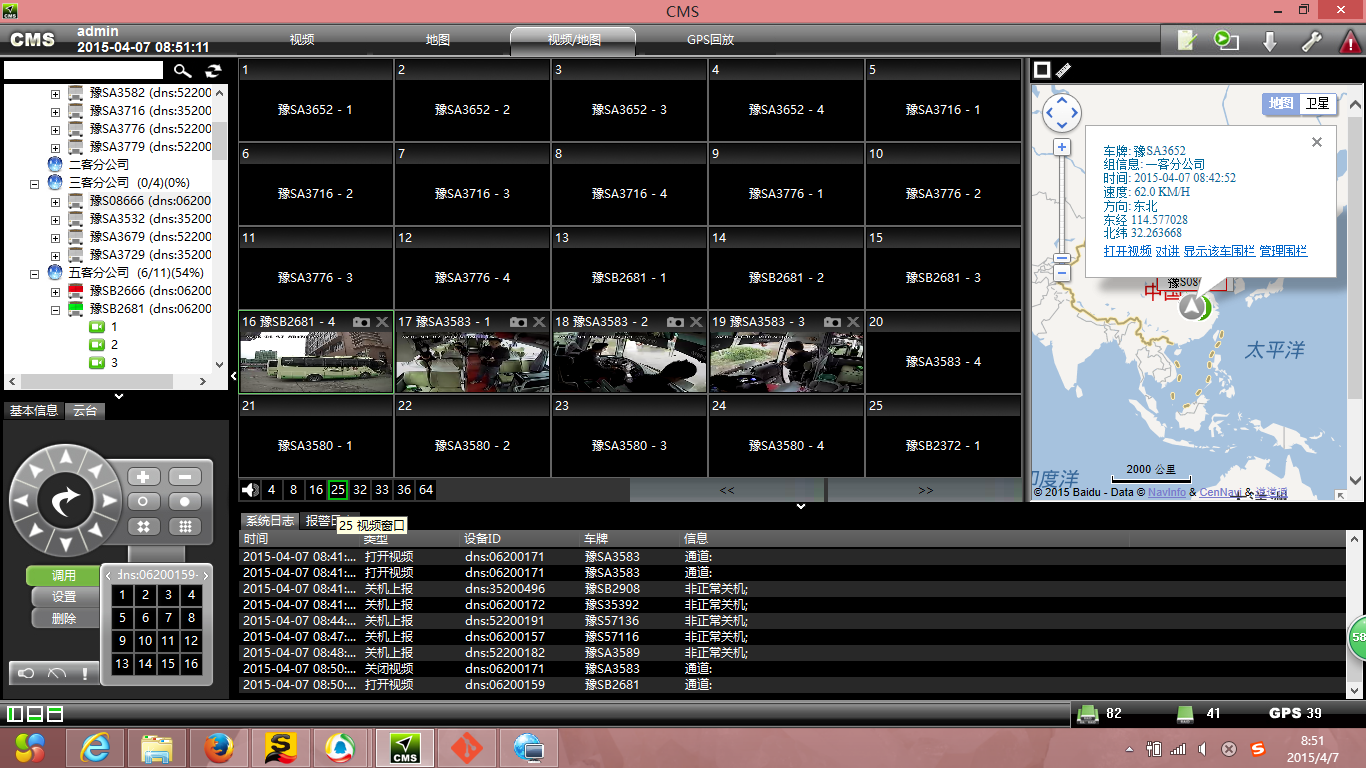 CMS
CMS
admin
2015-04-07 08:51:11
视频
地图
视频/地图
GPS回放
豫SA3582 (dns:52200
豫SA3716 (dns:35200
豫SA3776 (dns:52200
豫SA3779 (dns:52200
二客分公司
三客分公司 (0/4)(0%)
豫S08666 (dns:06200
豫SA3532 (dns:35200
豫SA3679 (dns:52200
豫SA3729 (dns:52200
五客分公司 (6/11)(54%)
豫SB2666 (dns:06200
豫SB2681 (dns:06200
1
2
3
基本信息
云台
调用
设置
删除
dns:06200159-
1 2 3 4
5 6 7 8
9 10 11 12
13 14 15 16
1 2 3 4 5
豫SA3652 - 1 豫SA3652 - 2 豫SA3652 - 3 豫SA3652 - 4 豫SA3716 - 1
6 7 8 9 10
豫SA3716 - 2 豫SA3716 - 3 豫SA3716 - 4 豫SA3776 - 1 豫SA3776 - 2
11 12 13 14 15
豫SA3776 - 3 豫SA3776 - 4 豫SB2681 - 1 豫SB2681 - 2 豫SB2681 - 3
16 豫SB2681 - 4 17 豫SA3583 - 1 18 豫SA3583 - 2 19 豫SA3583 - 3 20
豫SA3583 - 4
21 22 23 24 25
豫SA3580 - 1 豫SA3580 - 2 豫SA3580 - 3 豫SA3580 - 4 豫SB2372 - 1
4 8 16 25 32 33 36 64
<< >>
地图 卫星
车牌: 豫SA3652
组信息: 一客分公司
时间: 2015-04-07 08:42:52
速度: 62.0 KM/H
方向: 东北
东经 114.577028
北纬 32.263668
打开视频 对讲 显示该车围栏 管理围栏
豫S08
中国
太平洋
印度洋
2000 公里
© 2015 Baidu - Data © NavInfo & CenNavi & 道道通
系统日志
报警日
25 视频窗口
时间 类型 设备ID 车牌 信息
2015-04-07 08:41:... 打开视频 dns:06200171 豫SA3583 通道:
2015-04-07 08:41:... 打开视频 dns:06200171 豫SA3583 通道:
2015-04-07 08:41:... 关机上报 dns:35200496 豫SB2908 非正常关机;
2015-04-07 08:41:... 关机上报 dns:06200172 豫S35392 非正常关机;
2015-04-07 08:44:... 关机上报 dns:52200191 豫S57136 非正常关机;
2015-04-07 08:47:... 关机上报 dns:06200157 豫S57116 非正常关机;
2015-04-07 08:48:... 关机上报 dns:52200182 豫SA3589 非正常关机;
2015-04-07 08:50:... 关闭视频 dns:06200171 豫SA3583 通道:
2015-04-07 08:50:... 打开视频 dns:06200159 豫SB2681 通道:
58
82
41
GPS 39
CMS
8:51
2015/4/7